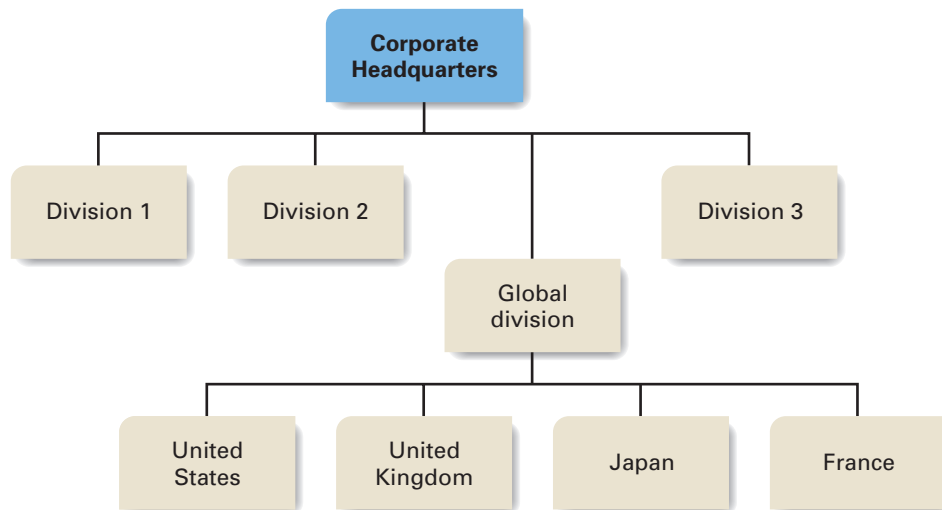 Corporate
Headquarters
Division 1
Division 2
Division 3
Global
division
United
States
United
Kingdom
Japan
France